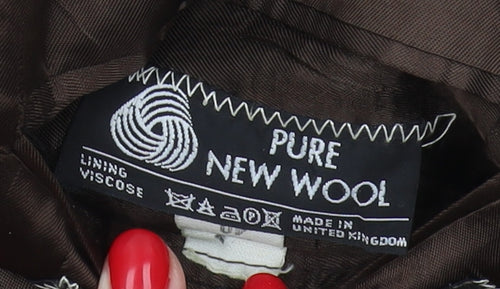 PURE
NEW WOOL
LINING
VISCOSE
MADE IN
UNITED KINGDOM